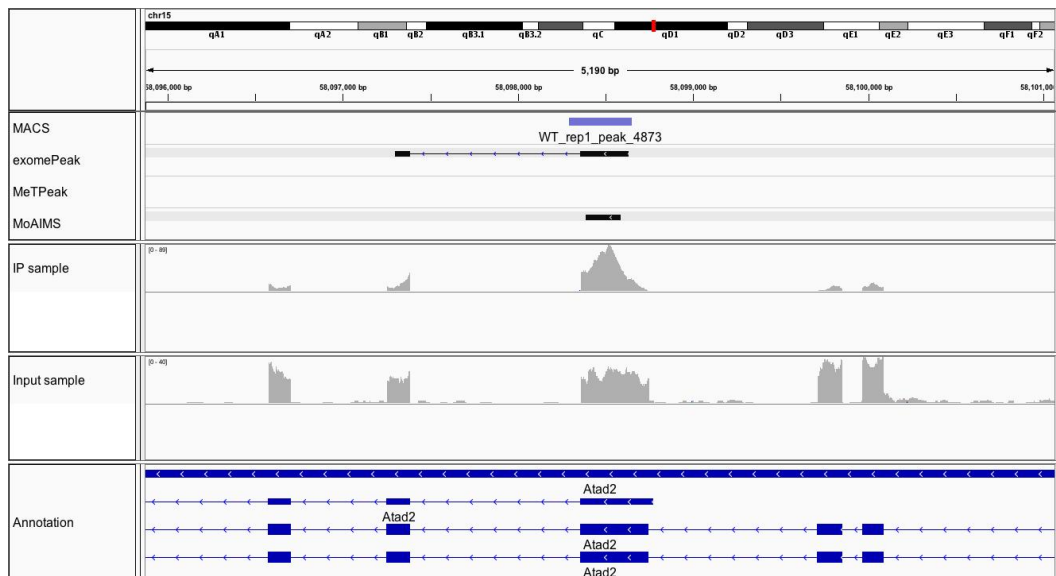 chr15
qA1 qA2 qB1 qB2 qB3.1 qB3.2 qC qD1 qD2 qD3 qE1 qE2 qE3 qF1 qF2
5,190 bp
58,096,000 bp 58,097,000 bp 58,098,000 bp 58,099,000 bp 58,100,000 bp 58,101,00
MACS
WT_rep1_peak_4873
exomePeak
MeTPeak
MoAIMS
[0 - 89]
IP sample
[0 - 40]
Input sample
Atad2
Atad2
Annotation
Atad2
Atad2